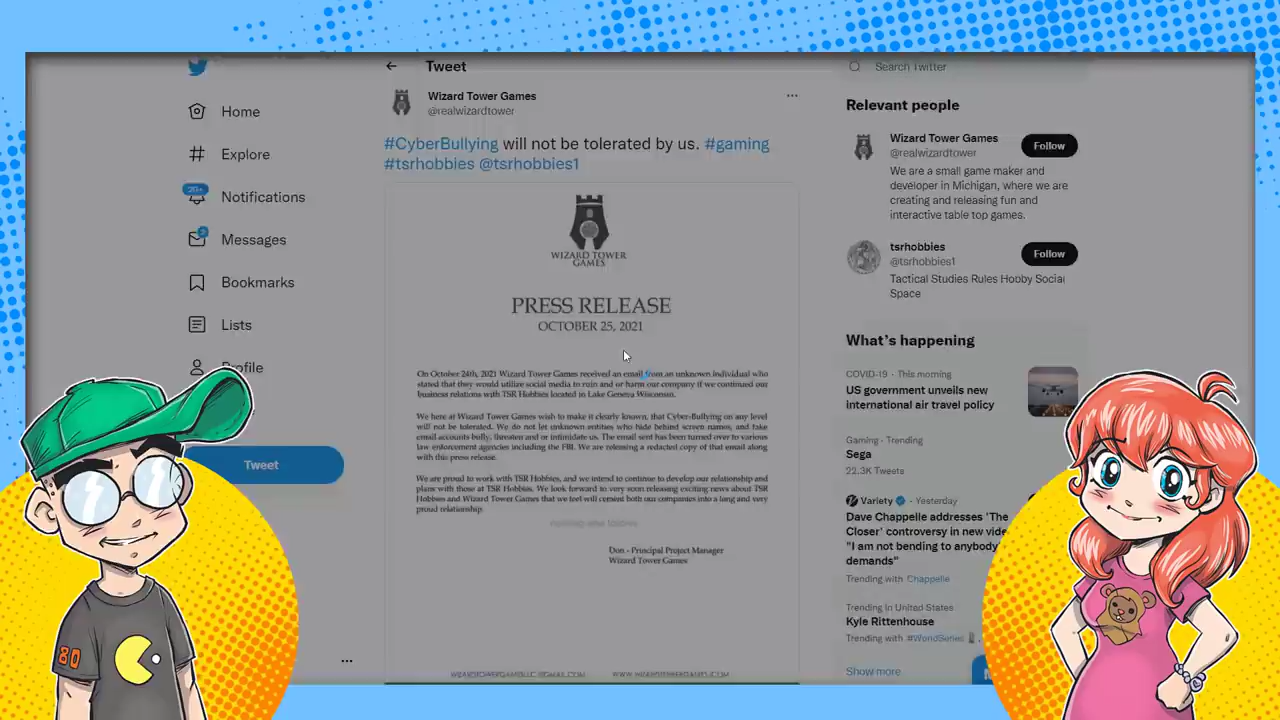 Tweet
Search Twitter
Home
Explore
20+
Notifications
Messages
Bookmarks
Lists
Profile
Tweet
Wizard Tower Games
@realwizardtower
#CyberBullying will not be tolerated by us. #gaming
#tsrhobbies @tsrhobbies1
WIZARD TOWER
GAMES
PRESS RELEASE
OCTOBER 25, 2021
On October 24th, 2021 Wizard Tower Games received an email from an unknown individual who
stated that they would utilize social media to ruin and or harm our company if we continued our
business relations with TSR Hobbies located in Lake Geneva Wisconsin.
We here at Wizard Tower Games wish to make it clearly known, that Cyber-Bullying on any level
will not be tolerated. We do not let unknown entities who hide behind screen names, and take
email accounts bully, threaten and or intimidate us. The email sent has been turned over to various
law enforcement agencies including the FBI. We are releasing a redacted copy of that email along
with this press release.
We are proud to work with TSR Hobbies, and we intend to continue to develop our relationship and
plans with those at TSR Hobbies. We look forward to very soon releasing exciting news about TSR
Hobbies and Wizard Tower Games that we feel will cement both our companies into a long and very
proud relationship.
Don - Principal Project Manager
Wizard Tower Games
Relevant people
Wizard Tower Games
@realwizardtower
Follow
We are a small game maker and
developer in Michigan, where we are
creating and releasing fun and
interactive table top games.
tsrhobbies
@tsrhobbies1
Follow
Tactical Studies Rules Hobby Social
Space
What's happening
COVID-19 · This morning
US government unveils new
international air travel policy
Gaming · Trending
Sega
22.3K Tweets
Variety · Yesterday
Dave Chappelle addresses 'The
Closer' controversy in new vide
"I am not bending to anybody'
demands"
Trending with Chappelle
Trending in United States
Kyle Rittenhouse
Trending with #WorldSeries
Show more
80